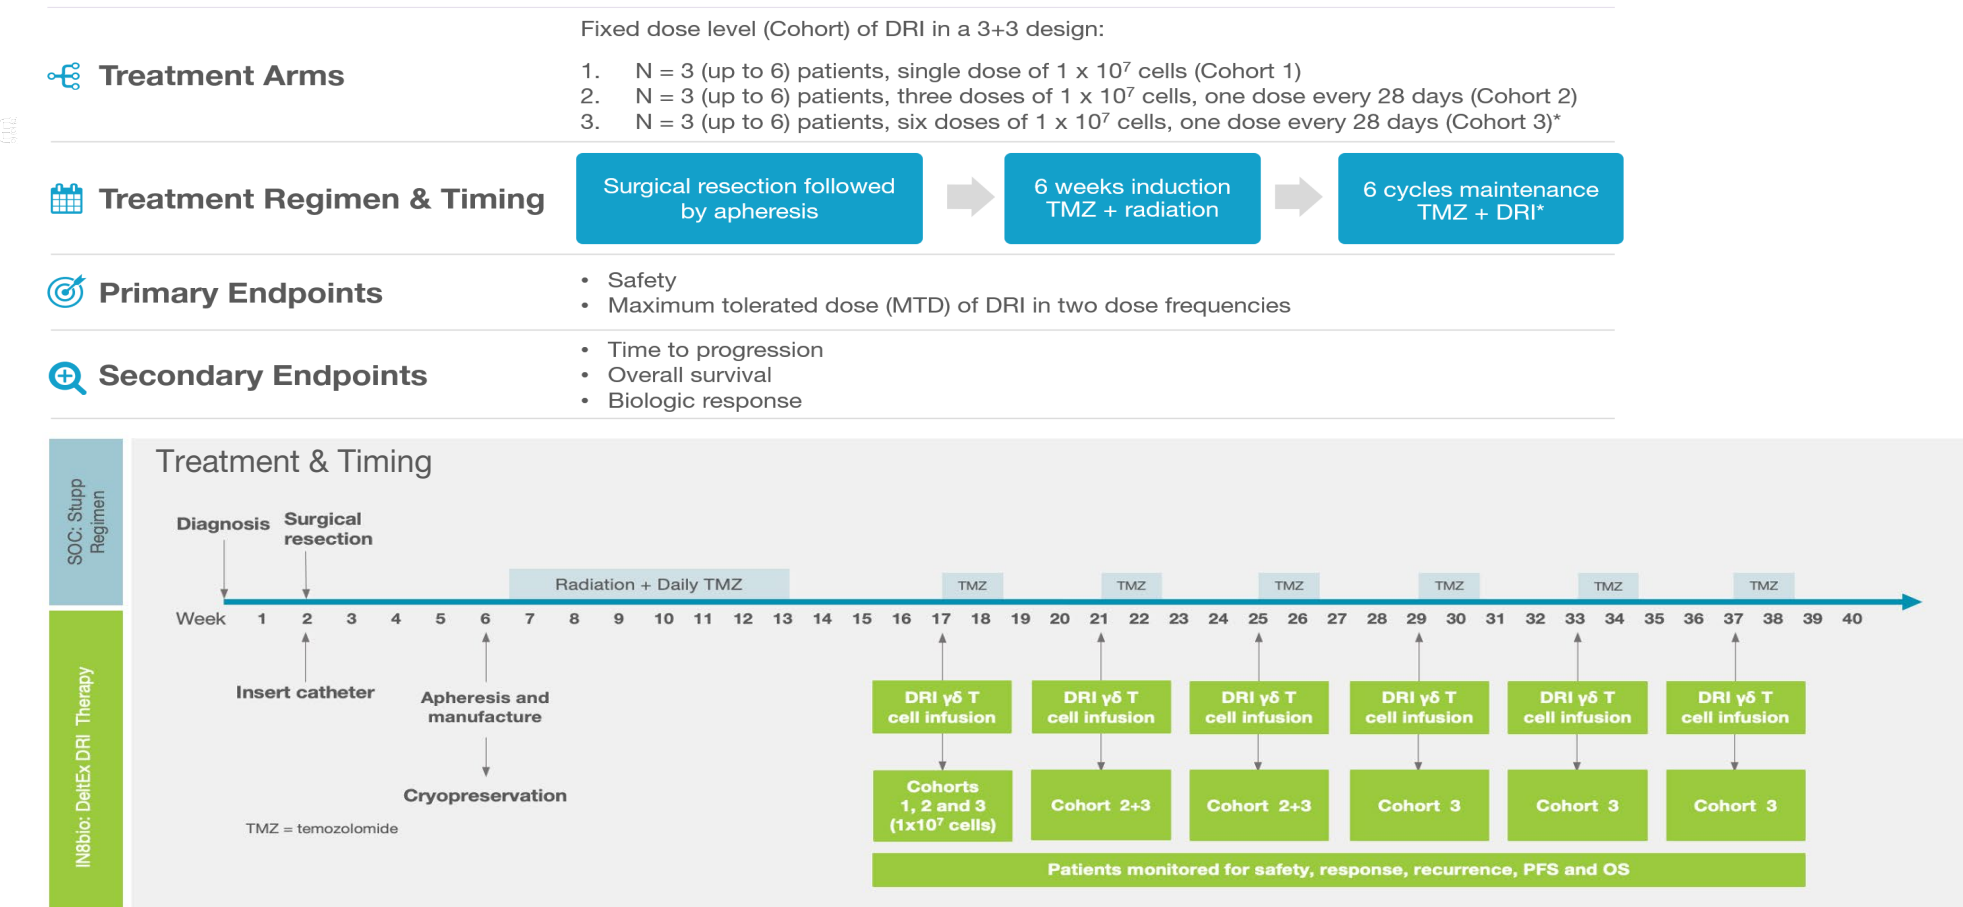 Fixed dose level (Cohort) of DRI in a 3+3 design:
Treatment Arms
1. N = 3 (up to 6) patients, single dose of 1 x 10⁷ cells (Cohort 1)
2. N = 3 (up to 6) patients, three doses of 1 x 10⁷ cells, one dose every 28 days (Cohort 2)
3. N = 3 (up to 6) patients, six doses of 1 x 10⁷ cells, one dose every 28 days (Cohort 3)*
Treatment Regimen & Timing
Surgical resection followed
by apheresis
6 weeks induction
TMZ + radiation
6 cycles maintenance
TMZ + DRI*
Primary Endpoints
• Safety
• Maximum tolerated dose (MTD) of DRI in two dose frequencies
Secondary Endpoints
• Time to progression
• Overall survival
• Biologic response
SOC: Stupp
Regimen
Treatment & Timing
Diagnosis
Surgical
resection
Radiation + Daily TMZ
TMZ
TMZ
TMZ
TMZ
TMZ
TMZ
Week 1 2 3 4 5 6 7 8 9 10 11 12 13 14 15 16 17 18 19 20 21 22 23 24 25 26 27 28 29 30 31 32 33 34 35 36 37 38 39 40
IN8bio: DeltEx DRI Therapy
Insert catheter
Apheresis and
manufacture
Cryopreservation
TMZ = temozolomide
DRI γδ T
cell infusion
DRI γδ T
cell infusion
DRI γδ T
cell infusion
DRI γδ T
cell infusion
DRI γδ T
cell infusion
DRI γδ T
cell infusion
Cohorts
1, 2 and 3
(1x10⁷ cells)
Cohort 2+3
Cohort 2+3
Cohort 3
Cohort 3
Cohort 3
Patients monitored for safety, response, recurrence, PFS and OS